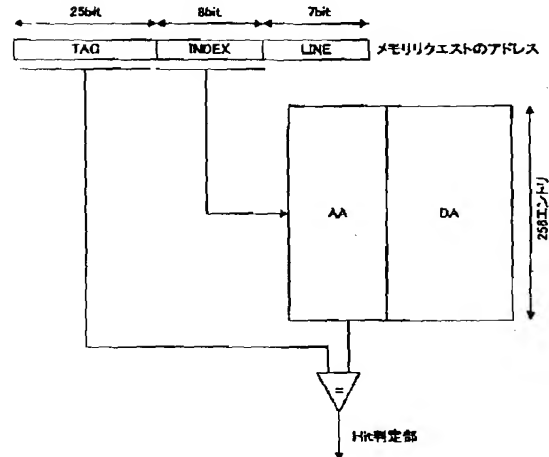 25bit 8bit 7bit
TAG INDEX LINE メモリリクエストのアドレス
AA DA
256エントリ
=
Hit判定部